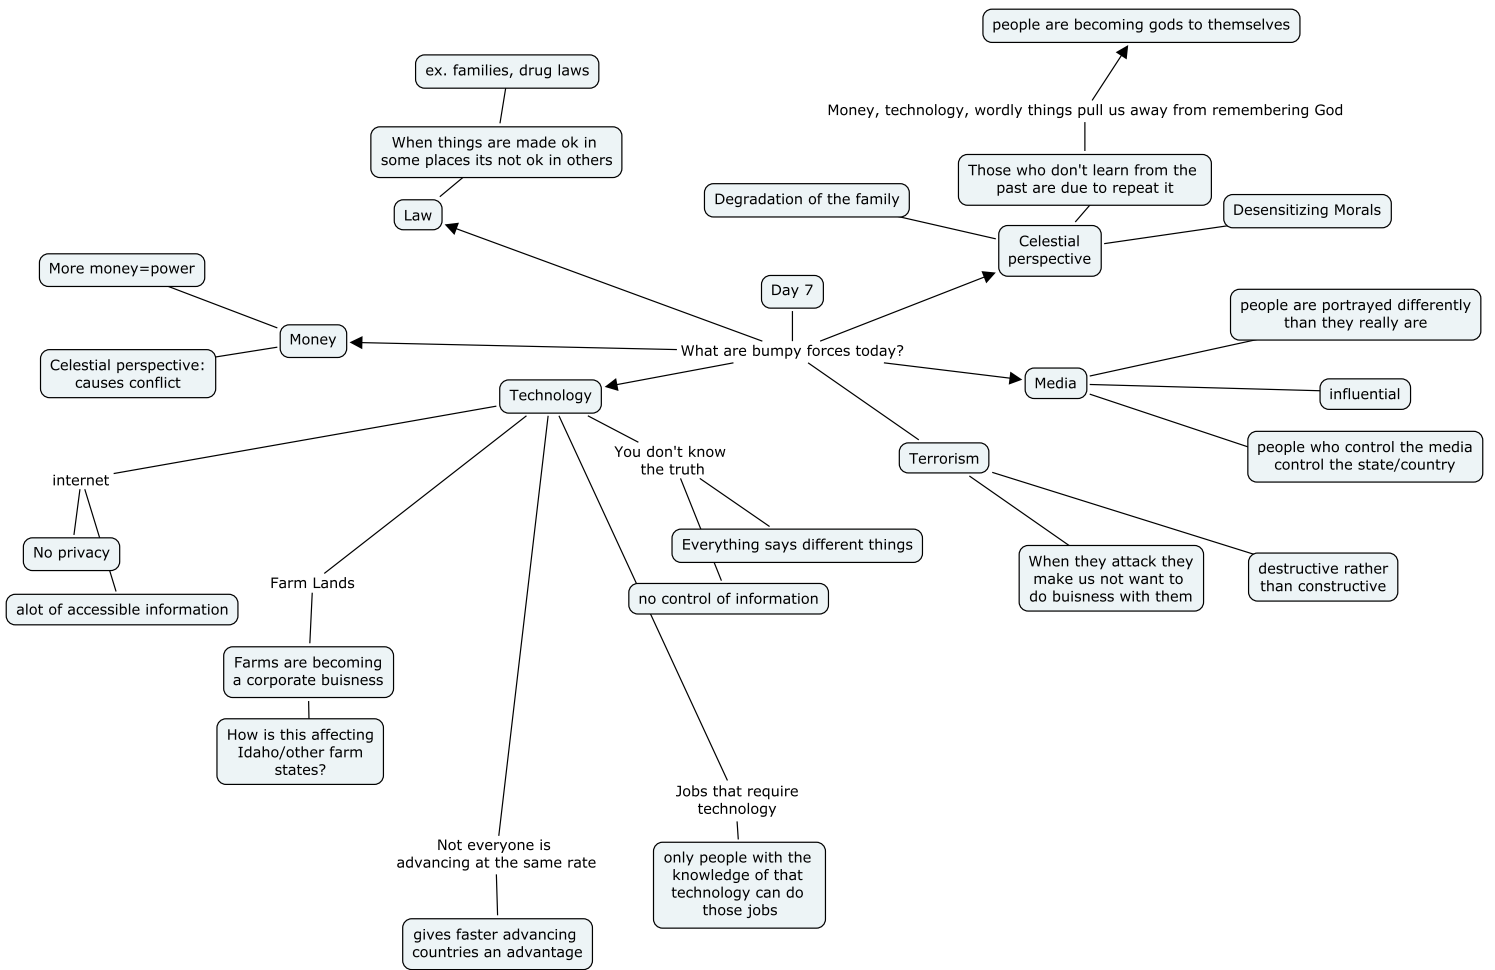 people are becoming gods to themselves
ex. families, drug laws
Money, technology, wordly things pull us away from remembering God
When things are made ok in
some places its not ok in others
Those who don't learn from the
past are due to repeat it
Degradation of the family
Desensitizing Morals
Law
Celestial
perspective
More money=power
Day 7
people are portrayed differently
than they really are
Money
What are bumpy forces today?
Celestial perspective:
causes conflict
Technology
Media
influential
people who control the media
control the state/country
Terrorism
You don't know
the truth
internet
No privacy
Everything says different things
When they attack they
make us not want to
do buisness with them
destructive rather
than constructive
Farm Lands
alot of accessible information
no control of information
Farms are becoming
a corporate buisness
How is this affecting
Idaho/other farm
states?
Jobs that require
technology
Not everyone is
advancing at the same rate
only people with the
knowledge of that
technology can do
those jobs
gives faster advancing
countries an advantage